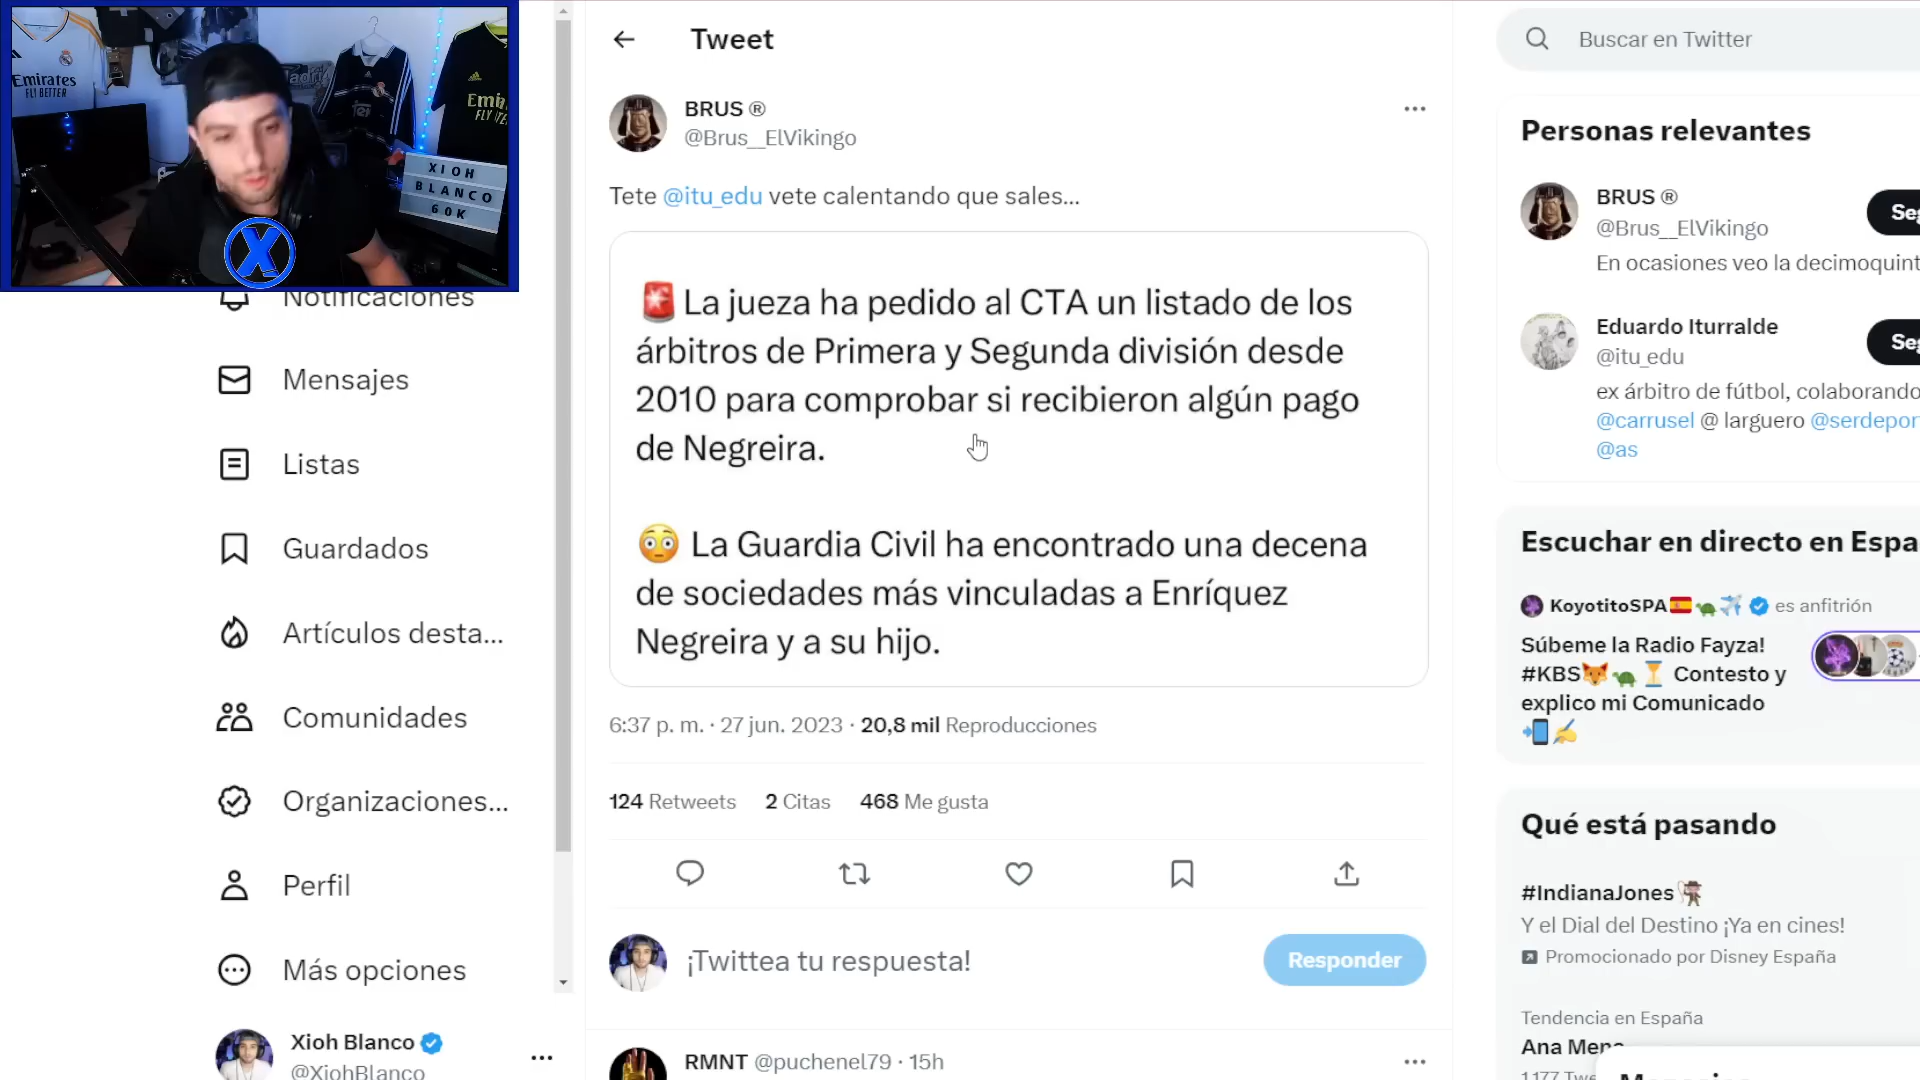 Emirates
FLY BETTER
XIOH
BLANCO
60K
X
Notificaciones
Mensajes
Listas
Guardados
Artículos desta...
Comunidades
Organizaciones...
Perfil
Más opciones
Xioh Blanco
@XiohBlanco
Tweet
BRUS ®
@Brus__ElVikingo
Tete @itu_edu vete calentando que sales...
🚨 La jueza ha pedido al CTA un listado de los
árbitros de Primera y Segunda división desde
2010 para comprobar si recibieron algún pago
de Negreira.
😳 La Guardia Civil ha encontrado una decena
de sociedades más vinculadas a Enríquez
Negreira y a su hijo.
6:37 p. m. · 27 jun. 2023 · 20,8 mil Reproducciones
124 Retweets 2 Citas 468 Me gusta
¡Twittea tu respuesta!
Responder
RMNT @puchenel79 · 15h
Buscar en Twitter
Personas relevantes
BRUS ®
@Brus__ElVikingo
Se
En ocasiones veo la decimoquint
Eduardo Iturralde
@itu_edu
Se
ex árbitro de fútbol, colaborando
@carrusel @ larguero @serdepor
@as
Escuchar en directo en Espa
KoyotitoSPA🇪🇸🐢✈️ es anfitrión
Súbeme la Radio Fayza!
#KBS🦊🐢⏳ Contesto y
explico mi Comunicado
📲✍️
Qué está pasando
#IndianaJones
Y el Dial del Destino ¡Ya en cines!
Promocionado por Disney España
Tendencia en España
Ana Mena